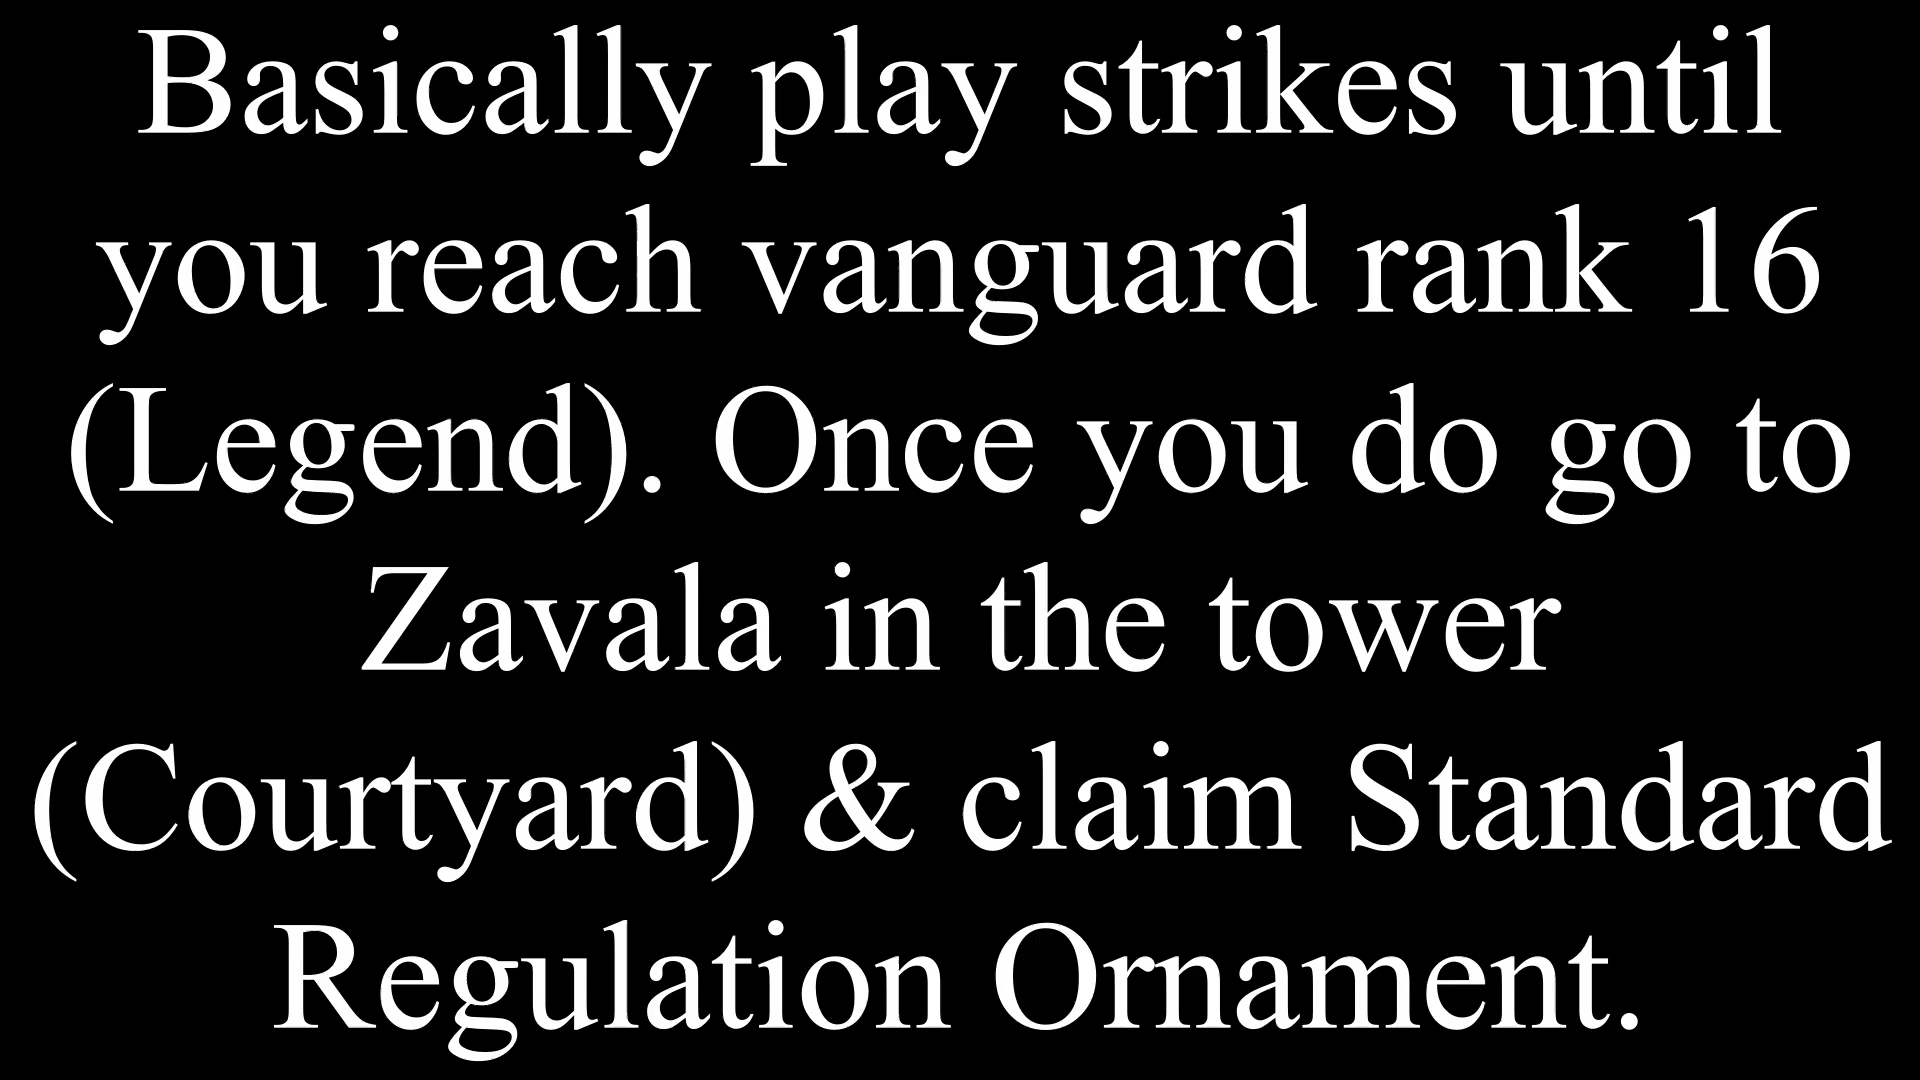 Basically play strikes until
you reach vanguard rank 16
(Legend). Once you do go to
Zavala in the tower
(Courtyard) & claim Standard
Regulation Ornament.